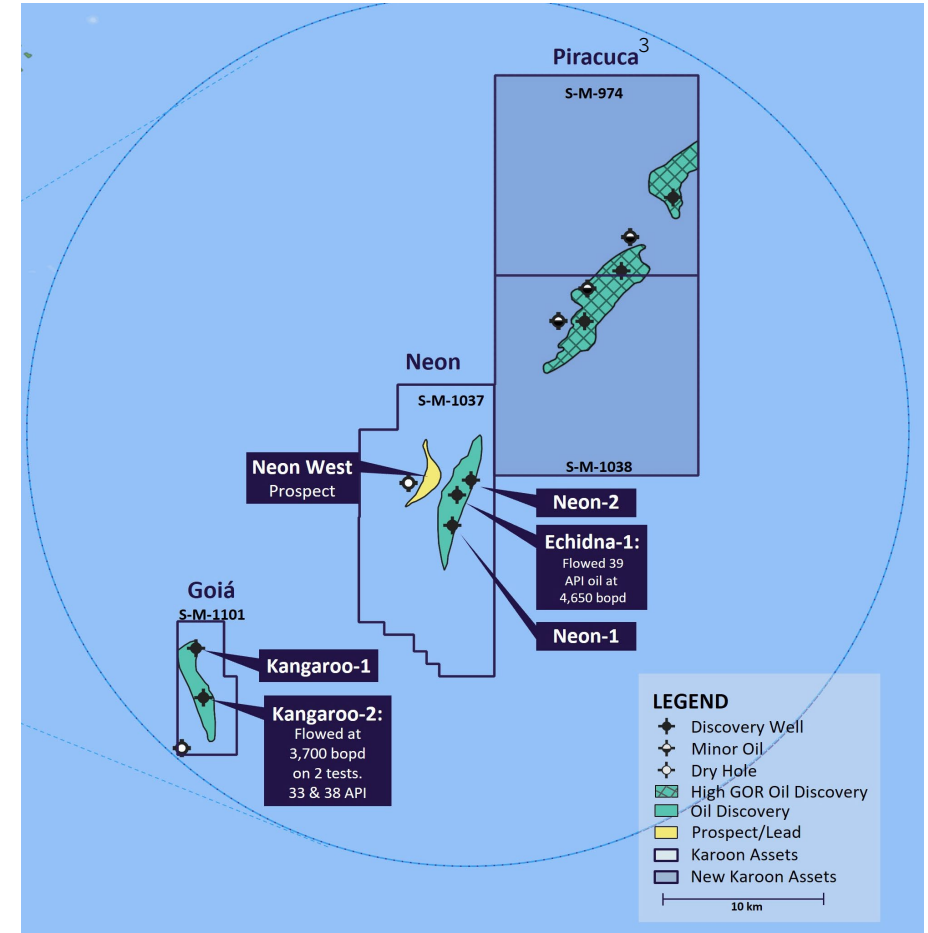 Piracuca3
S-M-974
Neon
S-M-1037
S-M-1038
Neon West
Prospect
Neon-2
Echidna-1:
Flowed 39
API oil at
4,650 bopd
Neon-1
Goiá
S-M-1101
Kangaroo-1
Kangaroo-2:
Flowed at
3,700 bopd
on 2 tests.
33 & 38 API
LEGEND
Discovery Well
Minor Oil
Dry Hole
High GOR Oil Discovery
Oil Discovery
Prospect/Lead
Karoon Assets
New Karoon Assets
10 km